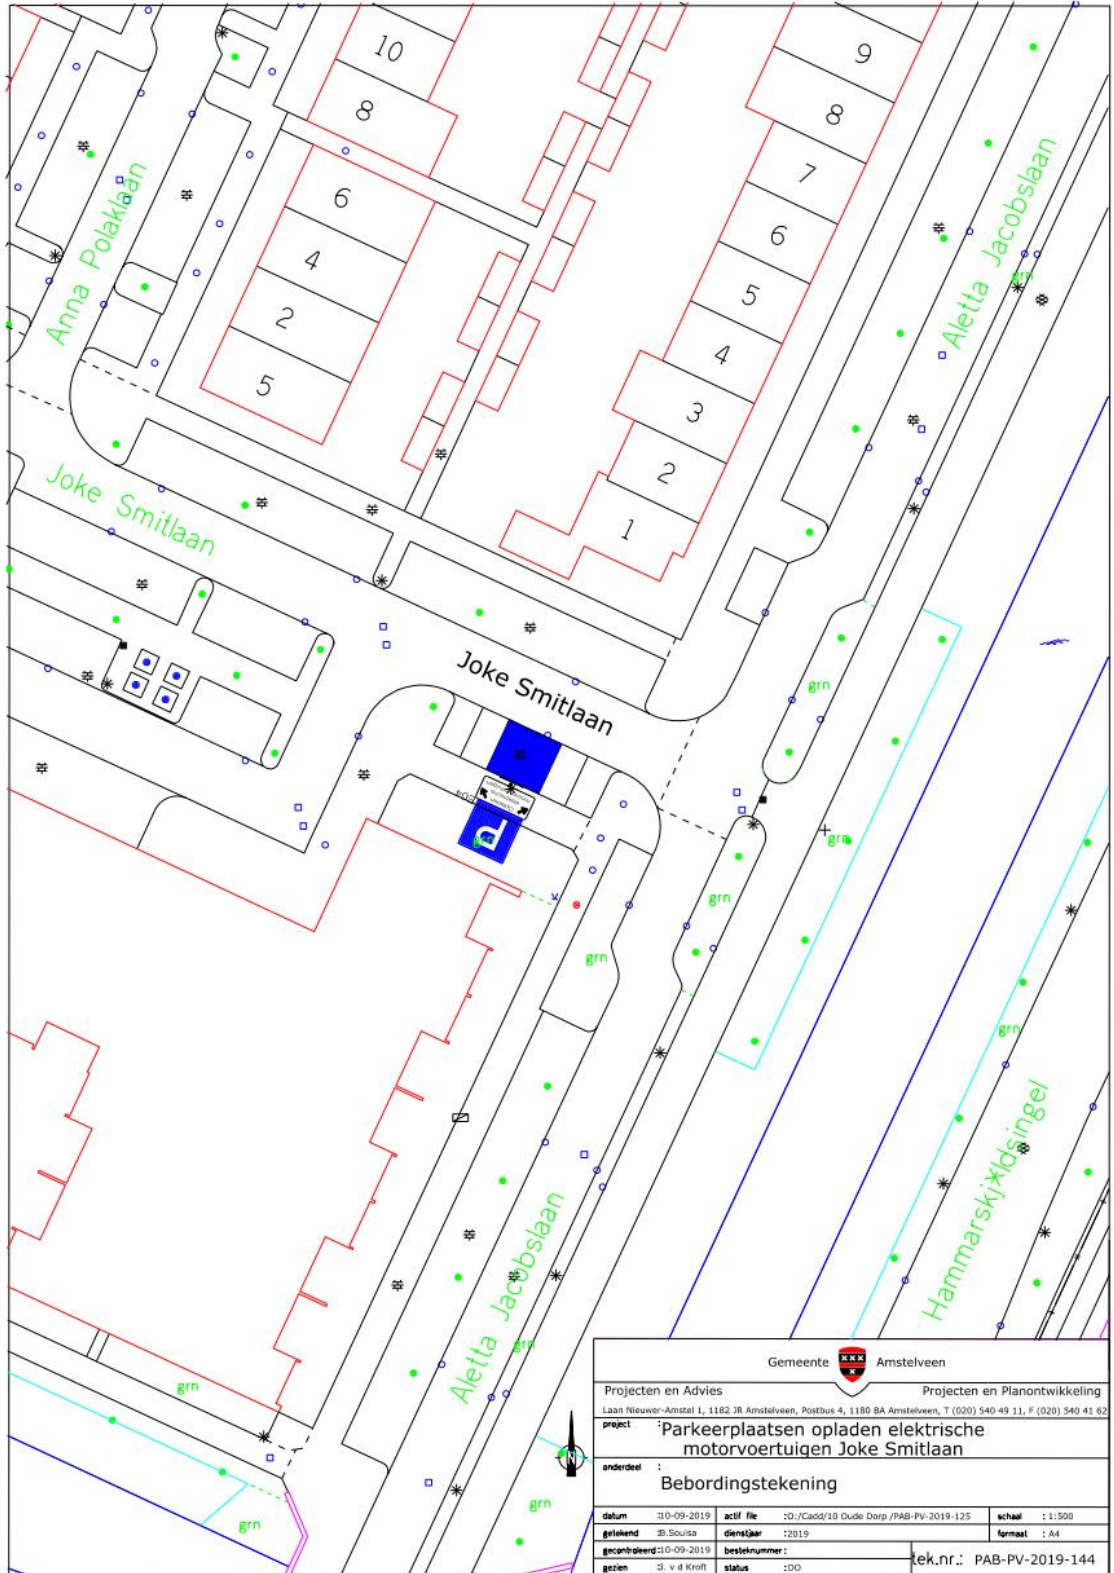 10
8
6
4
2
5
9
8
7
6
5
4
3
2
1
Anna Polaklaan
Aletta Jacobslaan
grn
Joke Smitlaan
Joke Smitlaan
grn
grn
E04
P
grn
grn
grn
grn
Hammarskjxldsingel
Aletta Jacobslaan
grn
grn
grn
grn
N
Gemeente Amstelveen
Projecten en Advies Projecten en Planontwikkeling
Laan Nieuwer-Amstel 1, 1182 JR Amstelveen, Postbus 4, 1180 BA Amstelveen, T (020) 540 49 11, F (020) 540 41 62
project : Parkeerplaatsen opladen elektrische
motorvoertuigen Joke Smitlaan
onderdeel :
Bebordingstekening
datum :10-09-2019 actif file :O:/Cadd/10 Oude Dorp /PAB-PV-2019-125 schaal : 1:500
getekend :B.Souisa dienstjaar :2019 formaat : A4
gecontroleerd:10-09-2019 besteknummer :
gezien :J. v d Kroft status :DO
tek.nr.: PAB-PV-2019-144